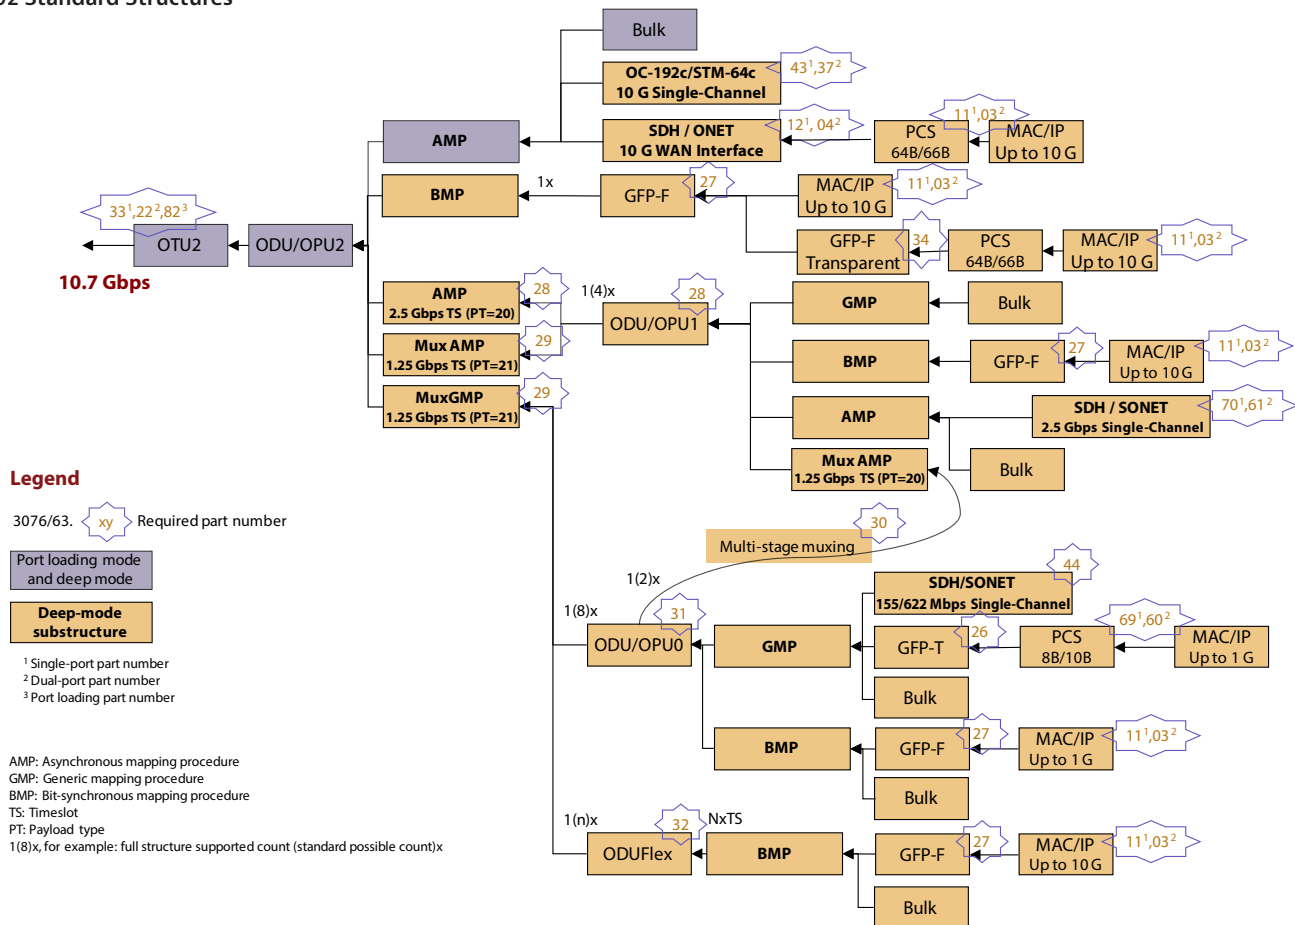 2 Standard Structures
Bulk
OC-192c/STM-64c
10 G Single-Channel
43¹,37²
AMP
SDH / ONET
10 G WAN Interface
12¹, 04²
PCS
64B/66B
11¹,03²
MAC/IP
Up to 10 G
BMP
1x
GFP-F
27
MAC/IP
Up to 10 G
11¹,03²
33¹,22²,82³
OTU2
ODU/OPU2
10.7 Gbps
GFP-F
Transparent
34
PCS
64B/66B
MAC/IP
Up to 10 G
11¹,03²
AMP
2.5 Gbps TS (PT=20)
28
1(4)x
ODU/OPU1
28
GMP
Bulk
Mux AMP
1.25 Gbps TS (PT=21)
29
BMP
GFP-F
27
MAC/IP
Up to 10 G
11¹,03²
MuxGMP
1.25 Gbps TS (PT=21)
29
AMP
SDH / SONET
2.5 Gbps Single-Channel
70¹,61²
Mux AMP
1.25 Gbps TS (PT=20)
Bulk
Legend
3076/63.
xy
Required part number
Port loading mode
and deep mode
Deep-mode
substructure
¹ Single-port part number
² Dual-port part number
³ Port loading part number
30
Multi-stage muxing
1(2)x
1(8)x
ODU/OPU0
31
GMP
SDH/SONET
155/622 Mbps Single-Channel
44
GFP-T
26
PCS
8B/10B
69¹,60²
MAC/IP
Up to 1 G
Bulk
BMP
GFP-F
27
MAC/IP
Up to 1 G
11¹,03²
Bulk
1(n)x
ODUFlex
32
NxTS
BMP
GFP-F
27
MAC/IP
Up to 10 G
11¹,03²
Bulk
AMP: Asynchronous mapping procedure
GMP: Generic mapping procedure
BMP: Bit-synchronous mapping procedure
TS: Timeslot
PT: Payload type
1(8)x, for example: full structure supported count (standard possible count)x